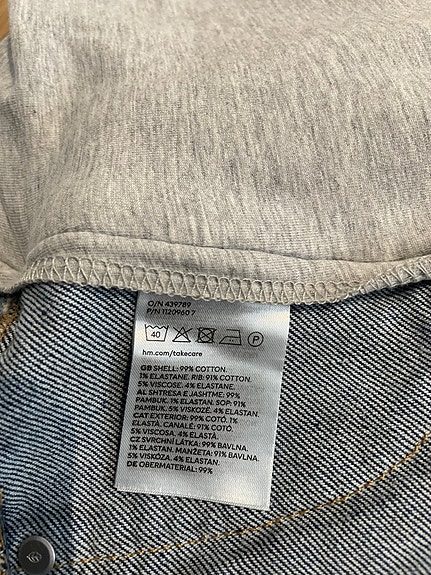 O/N 439789
P/N 11209607
40 P
hm.com/takecare
GB SHELL: 99% COTTON.
1% ELASTANE. RIB: 91% COTTON.
5% VISCOSE. 4% ELASTANE.
AL SHTRESA E JASHTME: 99%
PAMBUK. 1% ELASTAN. SOP: 91%
PAMBUK. 5% VISKOZË. 4% ELASTAN.
CAT EXTERIOR: 99% COTÓ. 1%
ELASTÀ. CANALÉ: 91% COTÓ.
5% VISCOSA. 4% ELASTÀ.
CZ SVRCHNÍ LÁTKA: 99% BAVLNA.
1% ELASTAN. MANŽETA: 91% BAVLNA.
5% VISKÓZA. 4% ELASTAN.
DE OBERMATERIAL: 99%